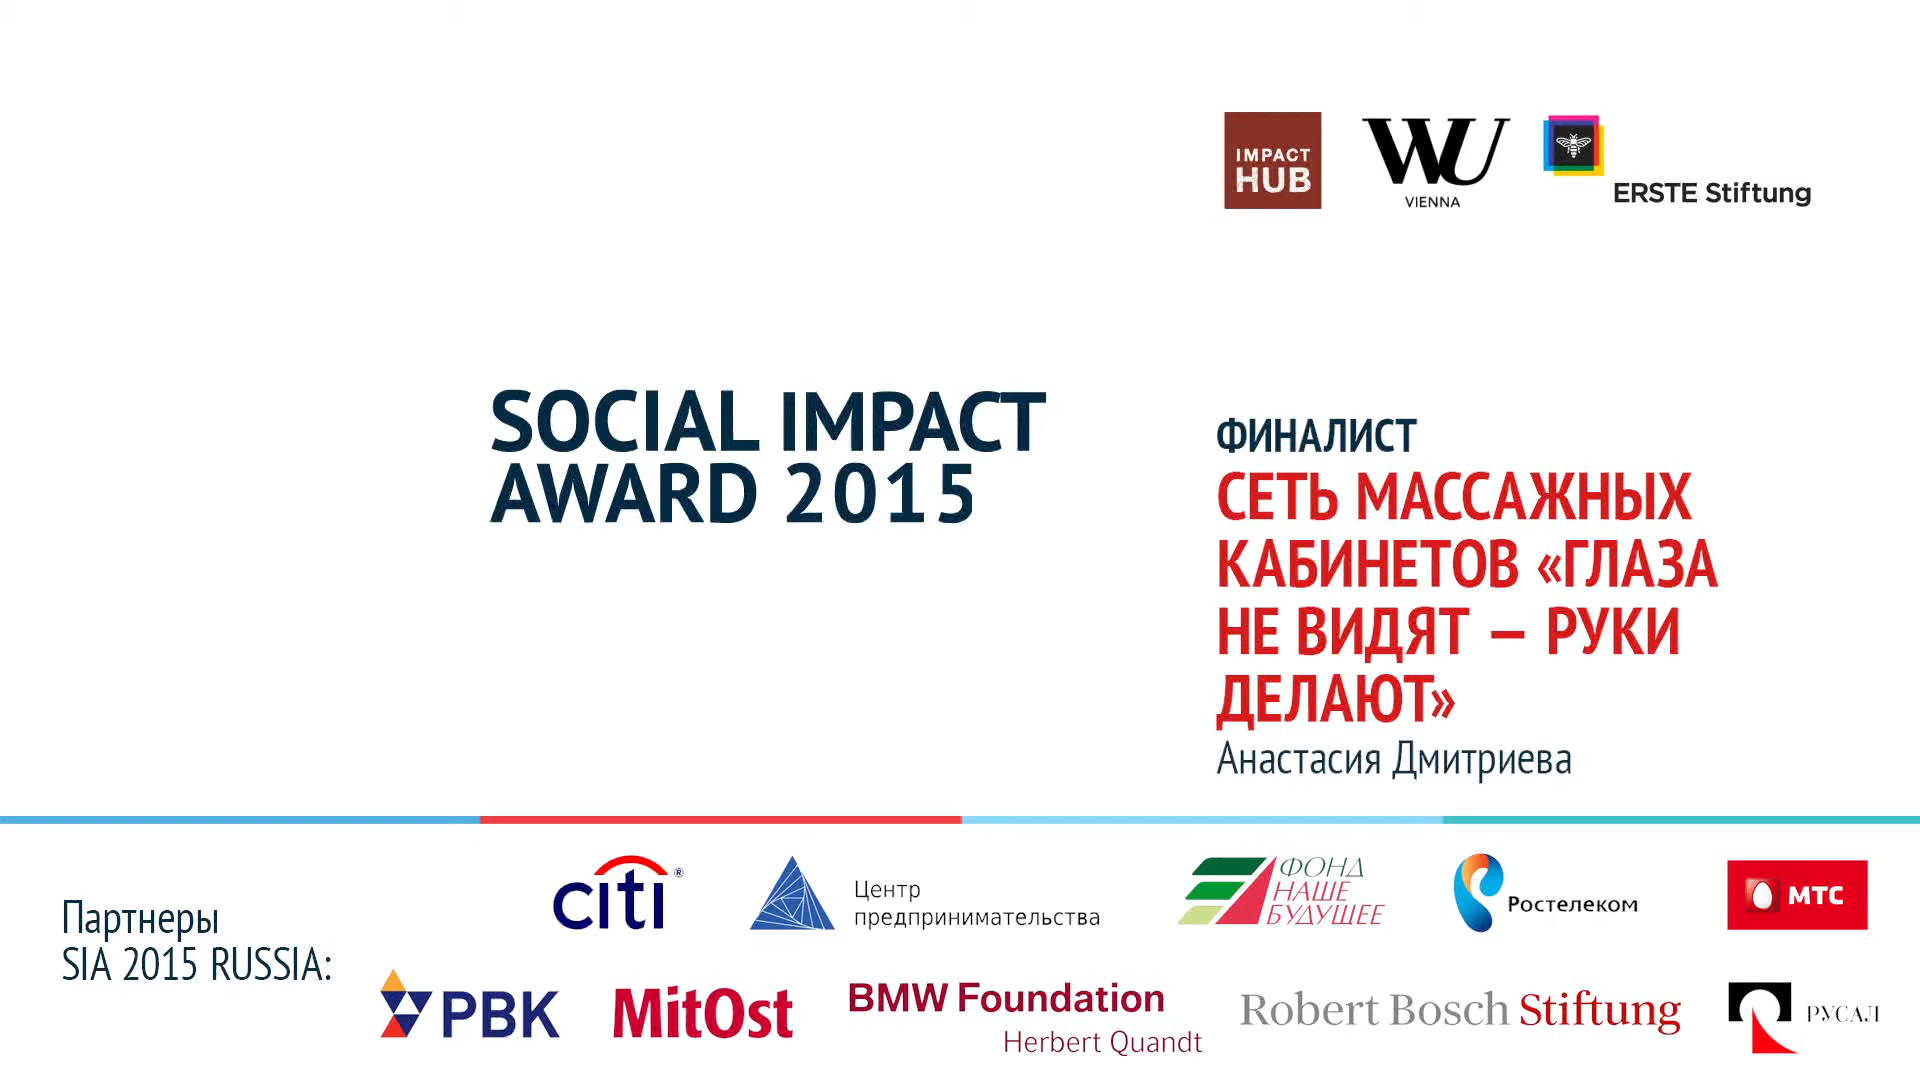 IMPACT
HUB
WU
VIENNA
ERSTE Stiftung
SOCIAL IMPACT
AWARD 2015
ФИНАЛИСТ
СЕТЬ МАССАЖНЫХ
КАБИНЕТОВ «ГЛАЗА
НЕ ВИДЯТ — РУКИ
ДЕЛАЮТ»
Анастасия Дмитриева
Партнеры
SIA 2015 RUSSIA:
citi®
Центр
предпринимательства
ФОНД
НАШЕ
БУДУЩЕЕ
Ростелеком
МТС
РВК
MitOst
BMW Foundation
Herbert Quandt
Robert Bosch Stiftung
РУСАЛ